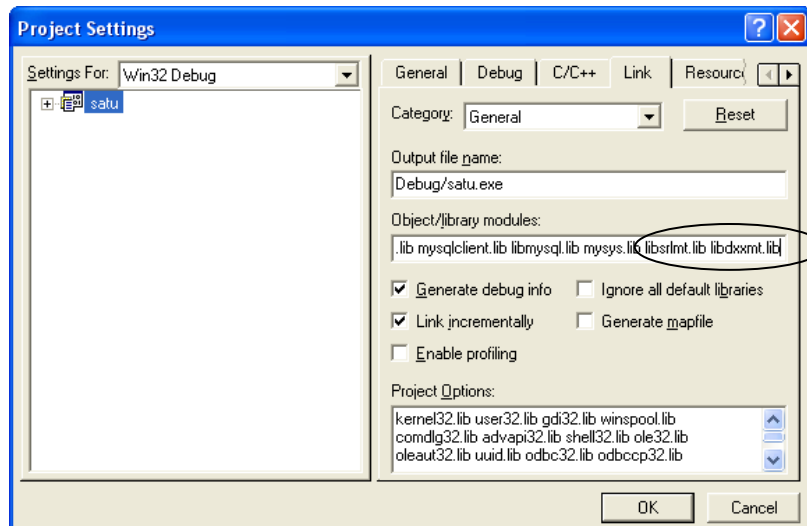 Project Settings
Settings For: Win32 Debug
satu
General Debug C/C++ Link
Category: General Reset
Output file name:
Debug/satu.exe
Object/library modules:
.lib mysqlclient.lib libmysql.lib mysys.lib libsrlmt.lib libdxxmt.lib
Generate debug info Ignore all default libraries
Link incrementally Generate mapfile
Enable profiling
Project Options:
kernel32.lib user32.lib gdi32.lib winspool.lib
comdlg32.lib advapi32.lib shell32.lib ole32.lib
oleaut32.lib uuid.lib odbc32.lib odbccp32.lib
OK Cancel